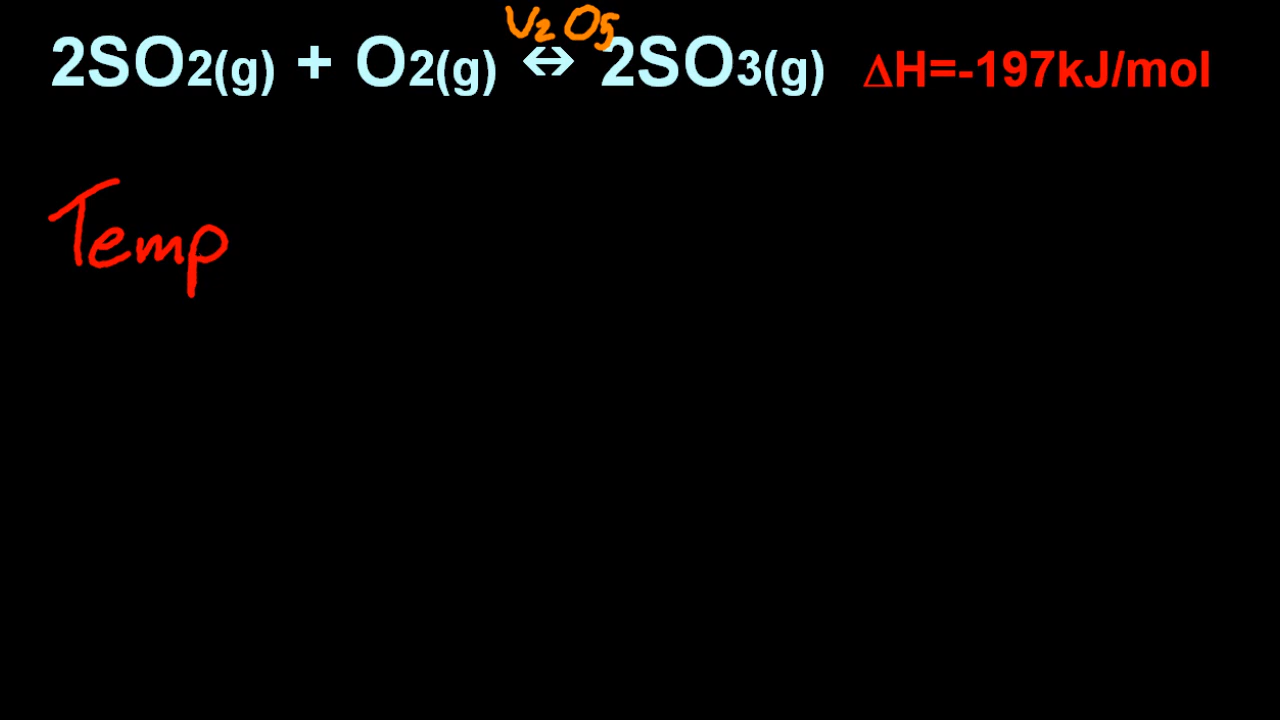 V2O5
2SO2(g) + O2(g) ↔ 2SO3(g) ΔH=-197kJ/mol
Temp